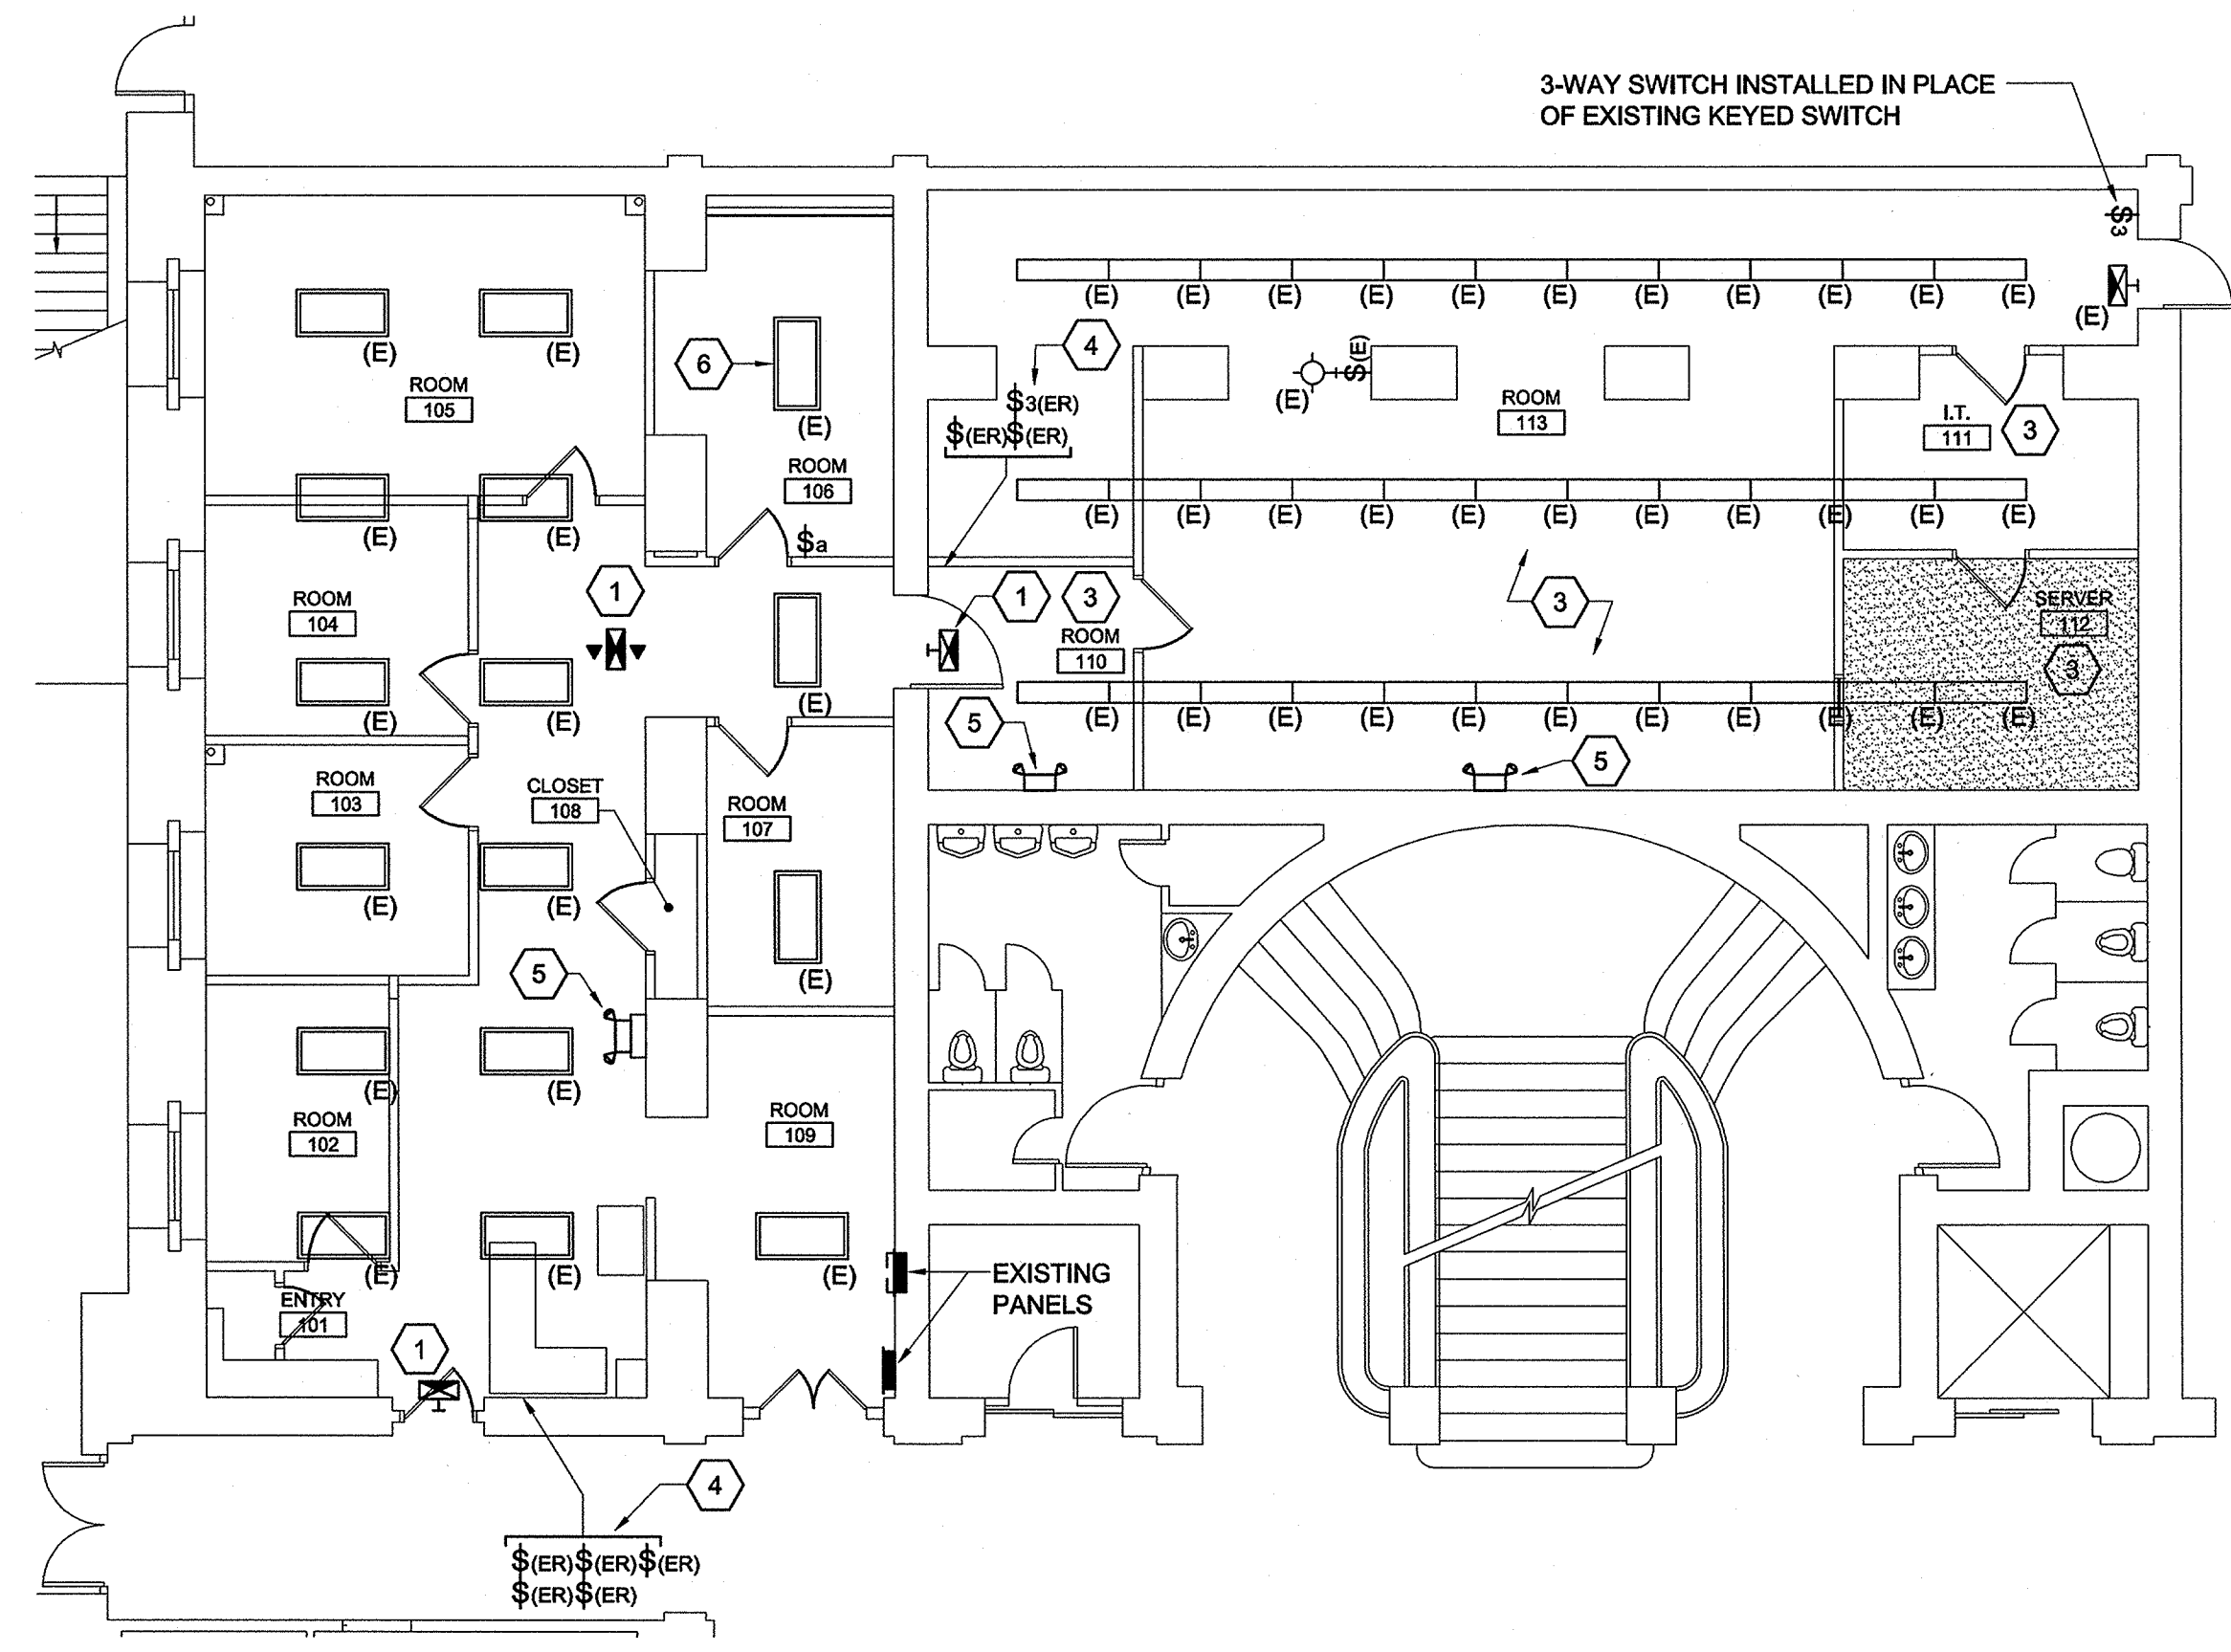 3-WAY SWITCH INSTALLED IN PLACE
OF EXISTING KEYED SWITCH
$3
(E) (E) (E) (E) (E) (E) (E) (E) (E) (E) (E)
(E)
(E) (E)
6
(E)
4
$3(ER)
$(ER)$(ER)
(E)
$(E)
ROOM
105
ROOM
106
ROOM
113
I.T.
111
3
(E) (E)
$a
(E) (E) (E) (E) (E) (E) (E) (E) (E) (E) (E)
1
1
3
3
ROOM
104
ROOM
110
SERVER
112
3
(E) (E) (E)
(E) (E) (E) (E) (E) (E) (E) (E) (E) (E) (E)
5
5
ROOM
103
CLOSET
108
ROOM
107
(E) (E)
5
(E)
(E) (E)
ROOM
102
ROOM
109
(E) (E) (E)
EXISTING
PANELS
ENTRY
101
1
4
$(ER)$(ER)$(ER)
$(ER)$(ER)